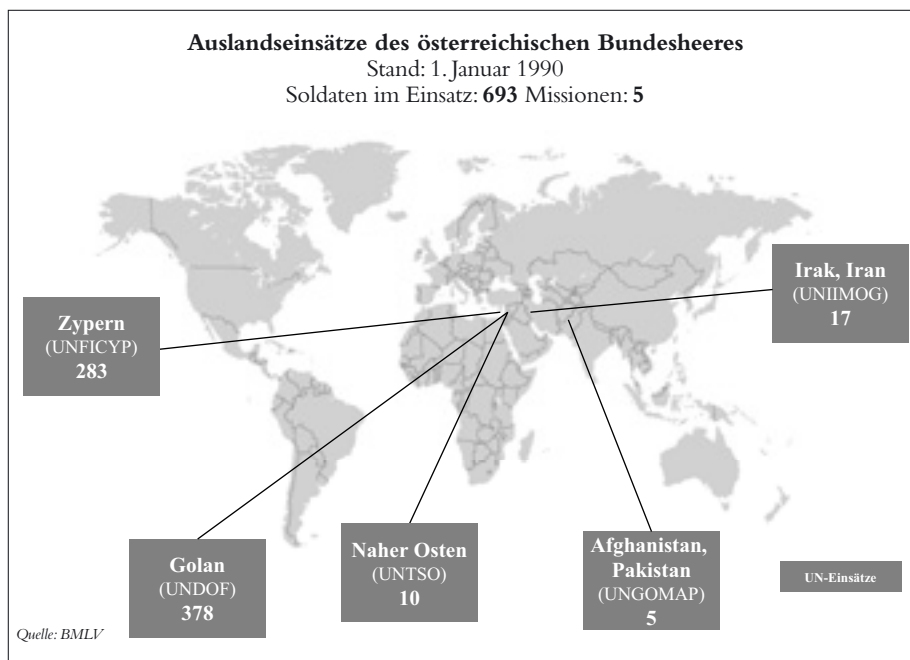 Auslandseinsätze des österreichischen Bundesheeres
Stand: 1. Januar 1990
Soldaten im Einsatz: 693 Missionen: 5
Irak, Iran
(UNIIMOG)
17
Zypern
(UNFICYP)
283
Golan
(UNDOF)
378
Naher Osten
(UNTSO)
10
Afghanistan,
Pakistan
(UNGOMAP)
5
UN-Einsätze
Quelle: BMLV